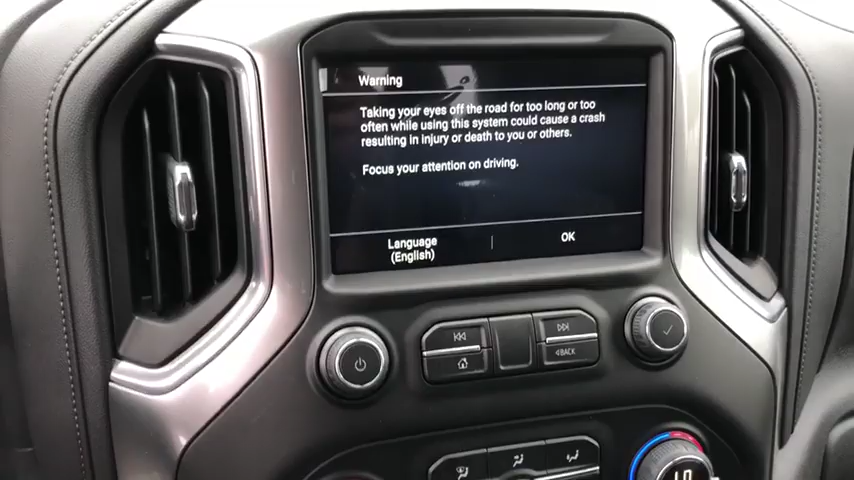 Warning
Taking your eyes off the road for too long or too
often while using this system could cause a crash
resulting in injury or death to you or others.
Focus your attention on driving.
Language
(English)
OK
BACK
LO